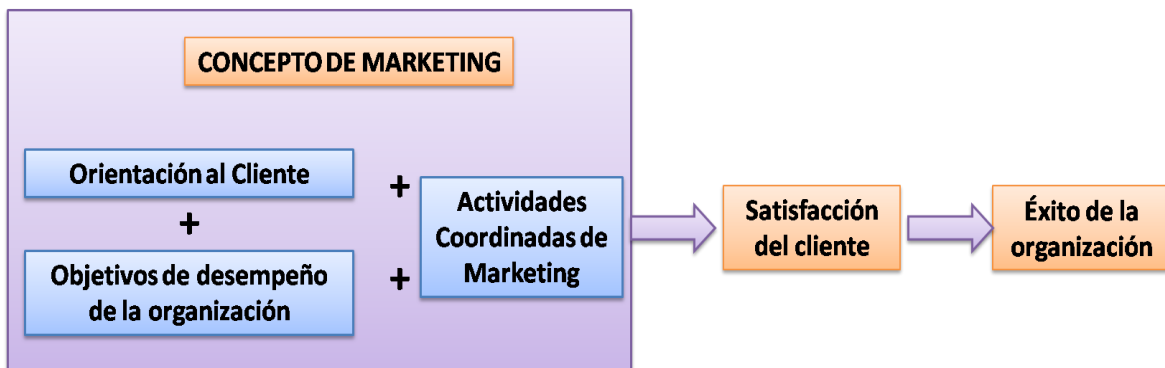 CONCEPTO DE MARKETING
Orientación al Cliente
+
+
Objetivos de desempeño
de la organización
+
Actividades
Coordinadas de
Marketing
Satisfacción
del cliente
Éxito de la
organización